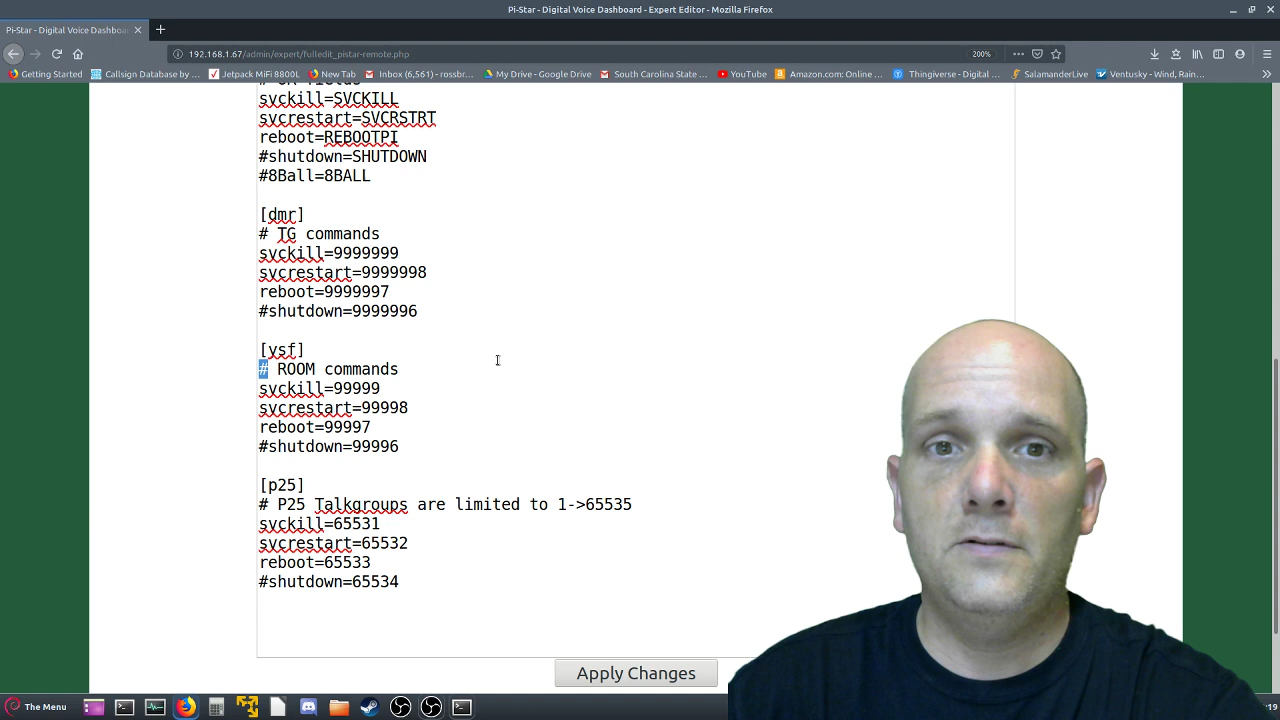 Pi-Star - Digital Voice Dashboard - Expert Editor - Mozilla Firefox
Pi-Star - Digital Voice Dashboa
192.168.1.67/admin/expert/fulledit_pistar-remote.php
200%
Getting Started
Callsign Database by ...
Jetpack MiFi 8800L
New Tab
Inbox (6,561) - rossbr...
My Drive - Google Drive
South Carolina State ...
YouTube
Amazon.com: Online ...
Thingiverse - Digital ...
SalamanderLive
Ventusky - Wind, Rain...
svckill=SVCKILL
svcrestart=SVCRSTRT
reboot=REBOOTPI
#shutdown=SHUTDOWN
#8Ball=8BALL
[dmr]
# TG commands
svckill=9999999
svcrestart=9999998
reboot=9999997
#shutdown=9999996
[ysf]
# ROOM commands
svckill=99999
svcrestart=99998
reboot=99997
#shutdown=99996
[p25]
# P25 Talkgroups are limited to 1->65535
svckill=65531
svcrestart=65532
reboot=65533
#shutdown=65534
Apply Changes
The Menu